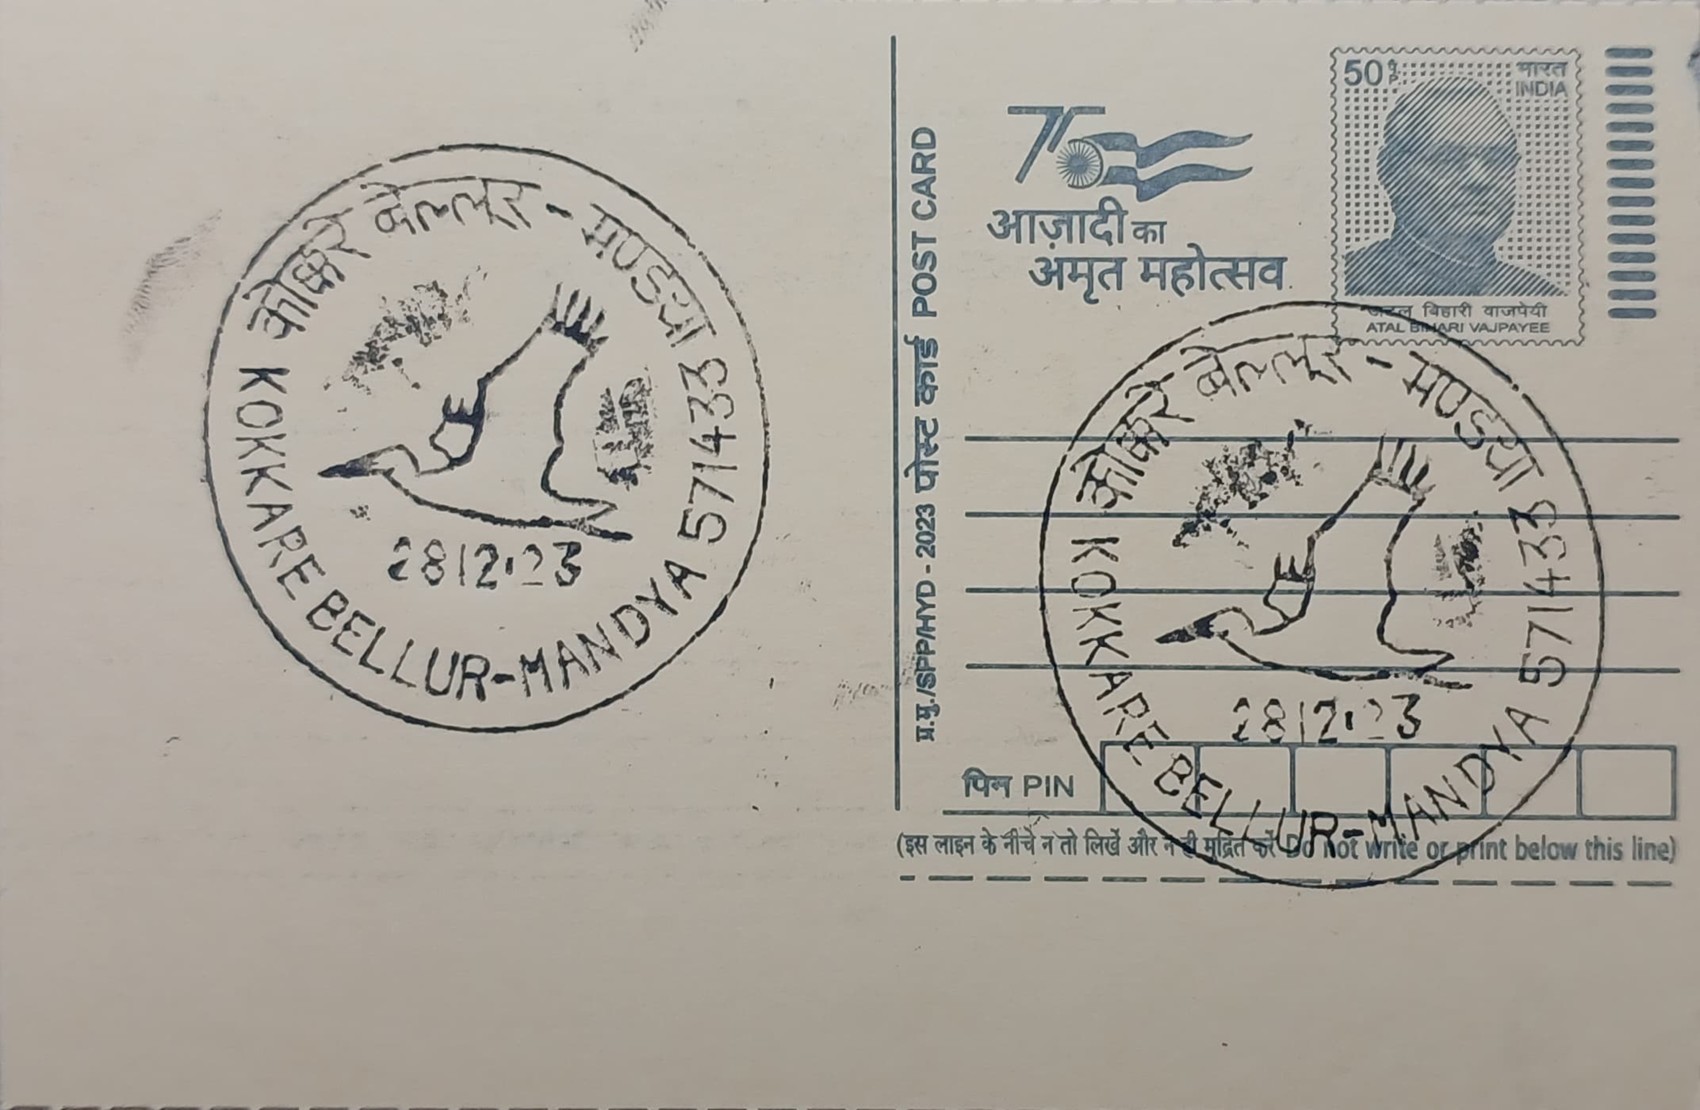 कोक्करे बेल्लूर - मण्ड्या 571433
KOKKARE BELLUR-MANDYA
28 12 23
प्र.मु./SPP/HYD - 2023 पोस्ट कार्ड POST CARD
75
आज़ादी का
अमृत महोत्सव
50 P.
भारत
INDIA
अटल बिहारी वाजपेयी
ATAL BIHARI VAJPAYEE
कोक्करे बेल्लूर - मण्ड्या 571433
KOKKARE BELLUR-MANDYA
28 12 23
पिन PIN
(इस लाइन के नीचे न तो लिखें और न ही मुद्रित करें Do not write or print below this line)